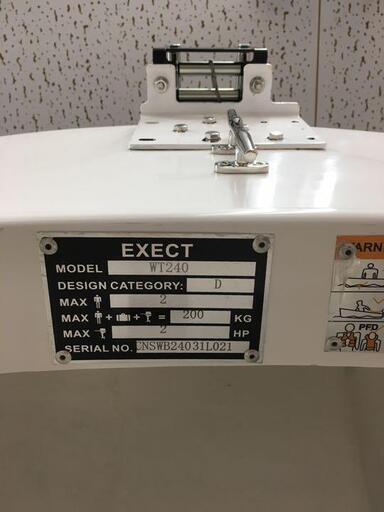 EXECT
MODEL WT240
DESIGN CATEGORY: D
MAX 2
MAX + + = 200 KG
MAX 2 HP
SERIAL NO. ENSWB24031L021
PFD